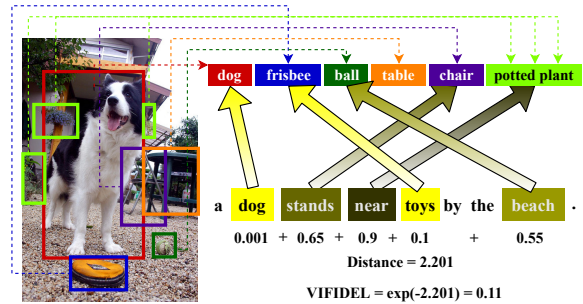 dog frisbee ball table chair potted plant
a dog stands near toys by the beach .
0.001 + 0.65 + 0.9 + 0.1 + 0.55
Distance = 2.201
VIFIDEL = exp(-2.201) = 0.11